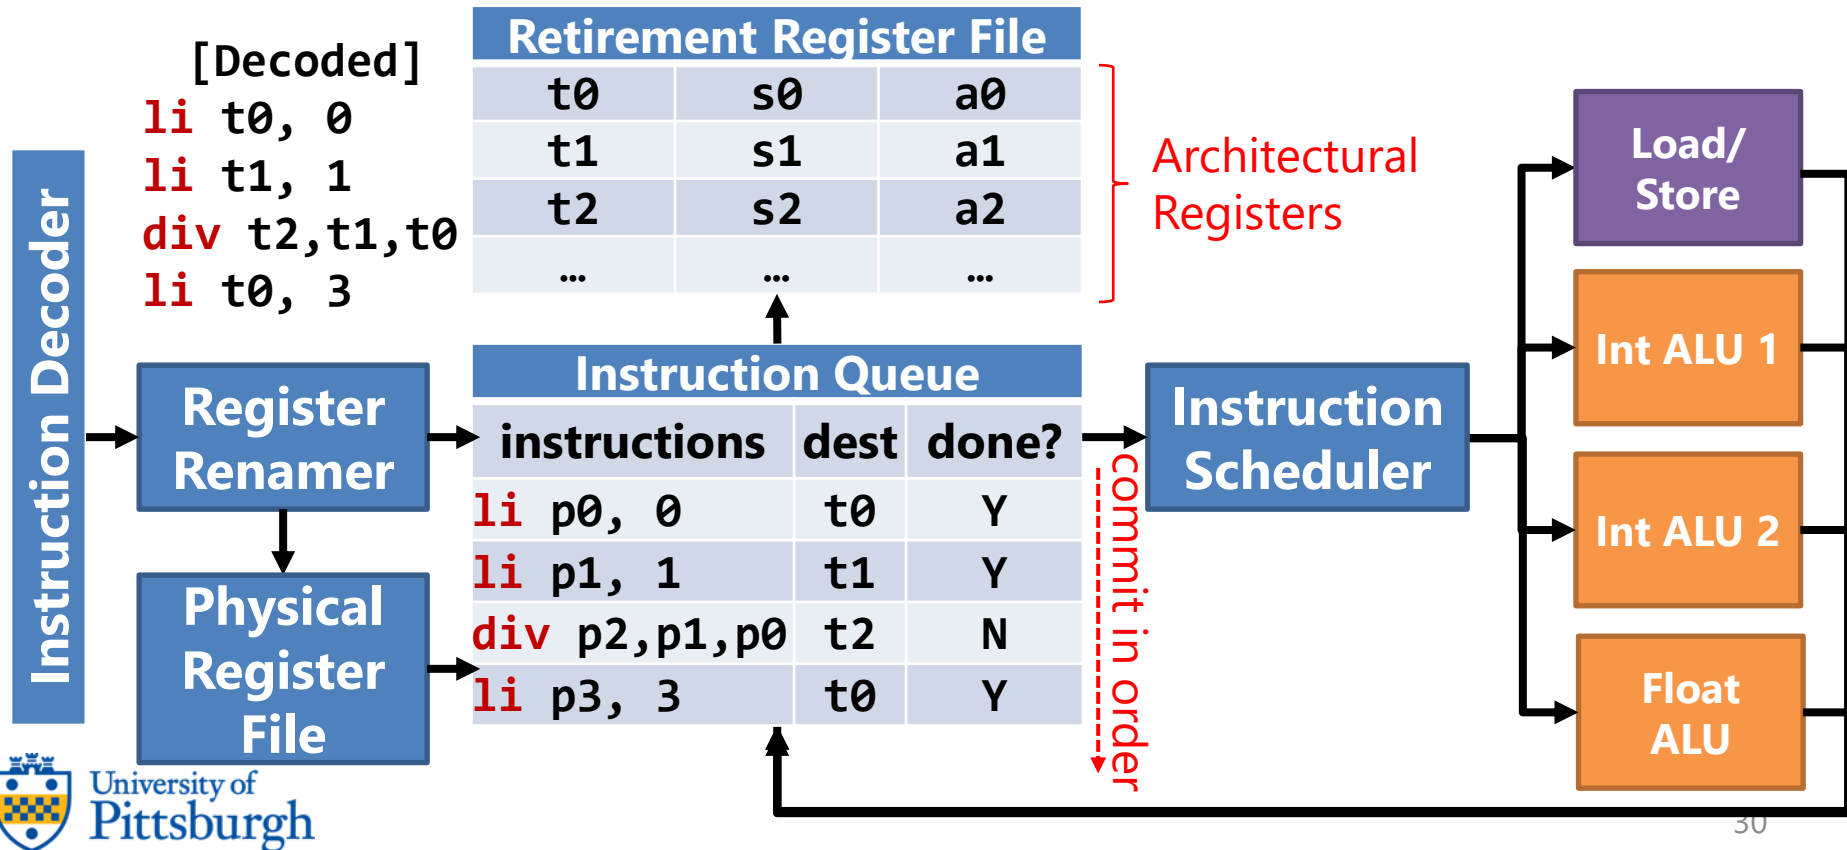 [Decoded]
li t0, 0
li t1, 1
div t2,t1,t0
li t0, 3
Instruction Decoder
Retirement Register File
t0 s0 a0
t1 s1 a1
t2 s2 a2
… … …
Architectural
Registers
Register
Renamer
Physical
Register
File
Instruction Queue
instructions dest done?
li p0, 0 t0 Y
li p1, 1 t1 Y
div p2,p1,p0 t2 N
li p3, 3 t0 Y
commit in order
Instruction
Scheduler
Load/
Store
Int ALU 1
Int ALU 2
Float
ALU
University of
Pittsburgh
30